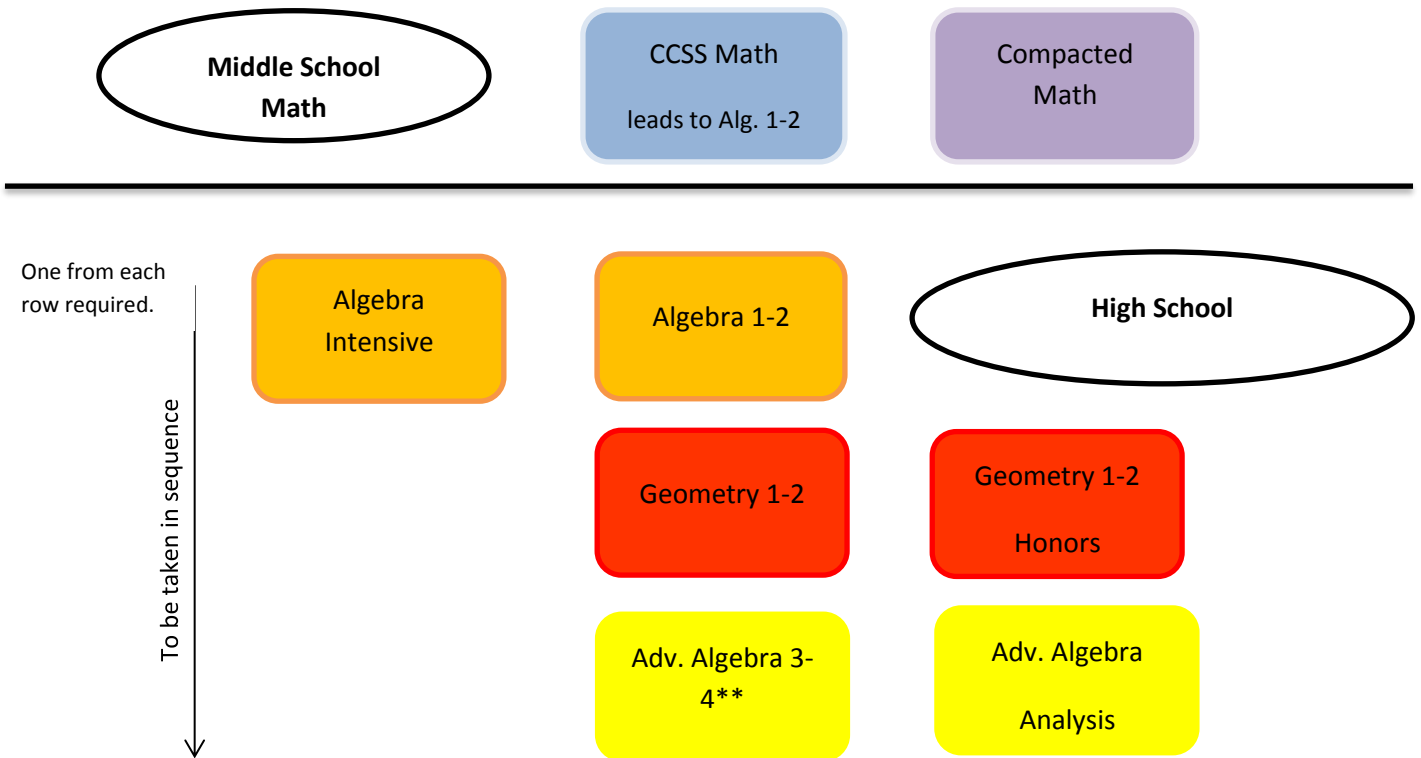 Middle School
Math
CCSS Math
leads to Alg. 1-2
Compacted
Math
One from each
row required.
To be taken in sequence
Algebra
Intensive
Algebra 1-2
High School
Geometry 1-2
Geometry 1-2
Honors
Adv. Algebra 3-
4**
Adv. Algebra
Analysis